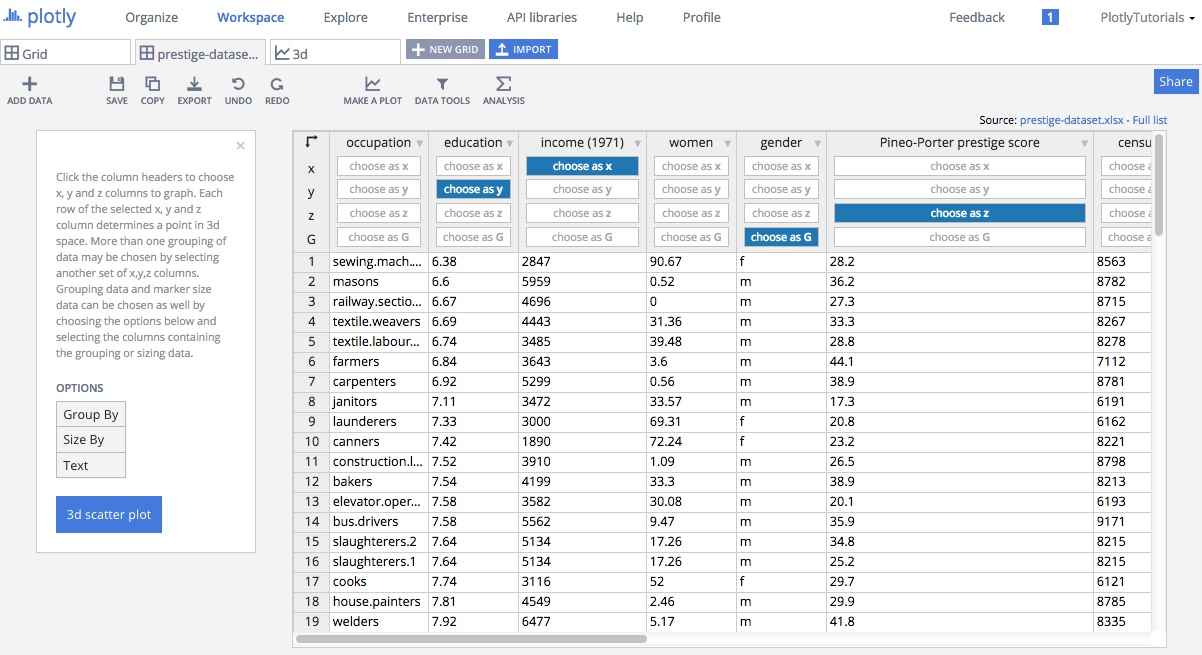 plotly Organize Workspace Explore Enterprise API libraries Help Profile Feedback 1 PlotlyTutorials
Grid prestige-datase... 3d NEW GRID IMPORT
ADD DATA SAVE COPY EXPORT UNDO REDO MAKE A PLOT DATA TOOLS ANALYSIS Share
Source: prestige-dataset.xlsx - Full list
×
Click the column headers to choose
x, y and z columns to graph. Each
row of the selected x, y and z
column determines a point in 3d
space. More than one grouping of
data may be chosen by selecting
another set of x,y,z columns.
Grouping data and marker size
data can be chosen as well by
choosing the options below and
selecting the columns containing
the grouping or sizing data.
OPTIONS
Group By
Size By
Text
3d scatter plot
occupation education income (1971) women gender Pineo-Porter prestige score censu
x choose as x choose as x choose as x choose as x choose as x choose as x choose a
y choose as y choose as y choose as y choose as y choose as y choose as y choose a
z choose as z choose as z choose as z choose as z choose as z choose as z choose a
G choose as G choose as G choose as G choose as G choose as G choose as G choose a
1 sewing.mach.... 6.38 2847 90.67 f 28.2 8563
2 masons 6.6 5959 0.52 m 36.2 8782
3 railway.sectio... 6.67 4696 0 m 27.3 8715
4 textile.weavers 6.69 4443 31.36 m 33.3 8267
5 textile.labour... 6.74 3485 39.48 m 28.8 8278
6 farmers 6.84 3643 3.6 m 44.1 7112
7 carpenters 6.92 5299 0.56 m 38.9 8781
8 janitors 7.11 3472 33.57 m 17.3 6191
9 launderers 7.33 3000 69.31 f 20.8 6162
10 canners 7.42 1890 72.24 f 23.2 8221
11 construction.l... 7.52 3910 1.09 m 26.5 8798
12 bakers 7.54 4199 33.3 m 38.9 8213
13 elevator.oper... 7.58 3582 30.08 m 20.1 6193
14 bus.drivers 7.58 5562 9.47 m 35.9 9171
15 slaughterers.2 7.64 5134 17.26 m 34.8 8215
16 slaughterers.1 7.64 5134 17.26 m 25.2 8215
17 cooks 7.74 3116 52 f 29.7 6121
18 house.painters 7.81 4549 2.46 m 29.9 8785
19 welders 7.92 6477 5.17 m 41.8 8335